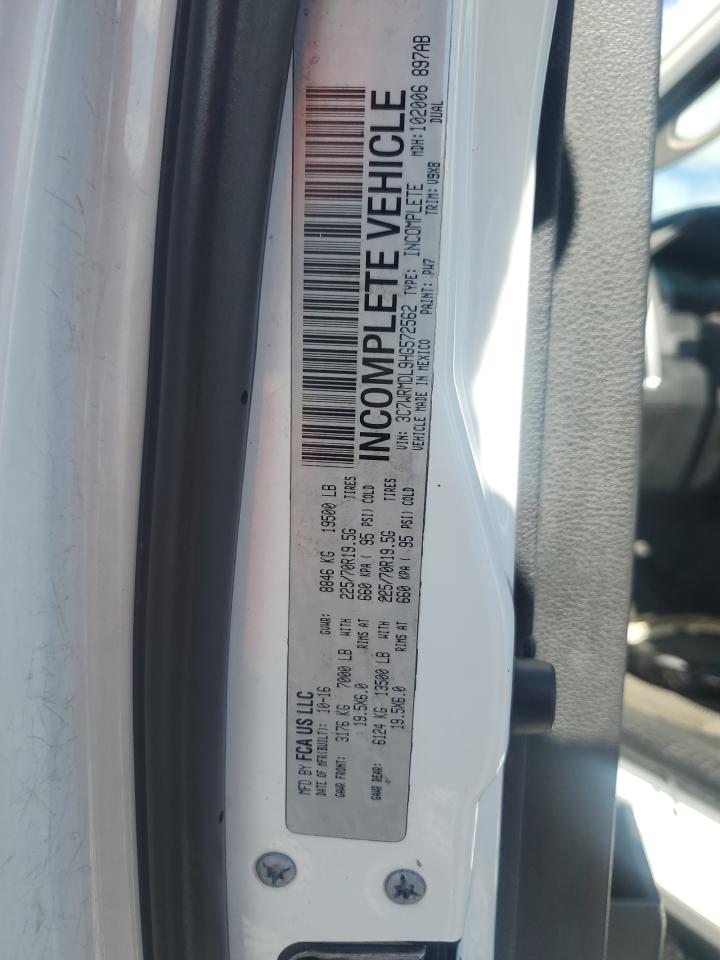 MFD BY FCA US LLC
DATE OF MFR(BUILT): 10-16 GVWR: 8846 KG 19500 LB
GAWR FRONT: 3176 KG 7000 LB WITH 225/70R19.5G TIRES
19.5X6.0 RIMS AT 660 KPA ( 95 PSI) COLD
GAWR REAR: 6124 KG 13500 LB WITH 225/70R19.5G TIRES
19.5X6.0 RIMS AT 660 KPA ( 95 PSI) COLD
INCOMPLETE VEHICLE
VIN: 3C7WRMDL9HG572562 TYPE: INCOMPLETE MDH:102006 897AB
VEHICLE MADE IN MEXICO PAINT: PW7 TRIM: V9X8 DUAL